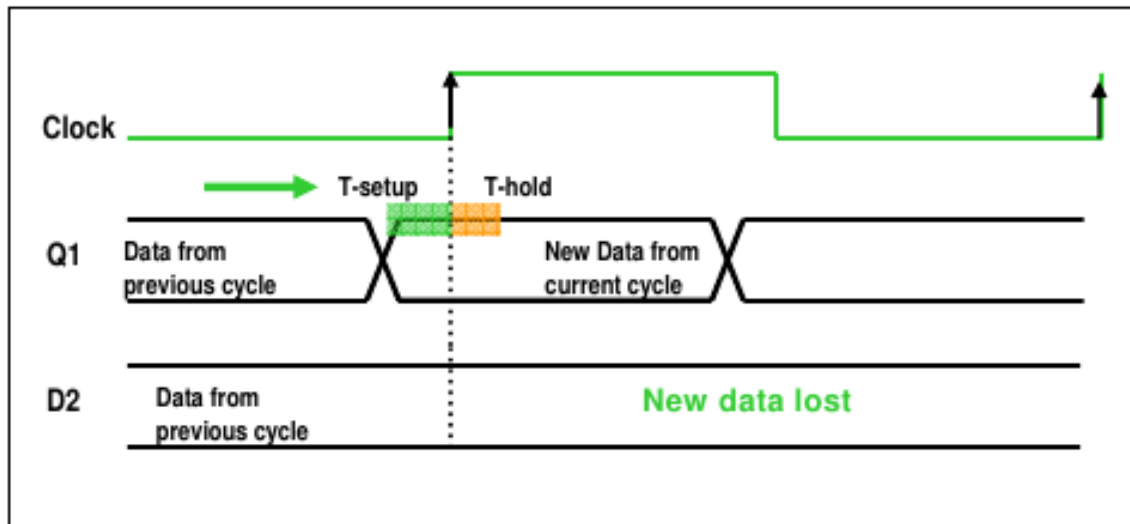 Clock
T-setup
T-hold
Q1
Data from
previous cycle
New Data from
current cycle
D2
Data from
previous cycle
New data lost